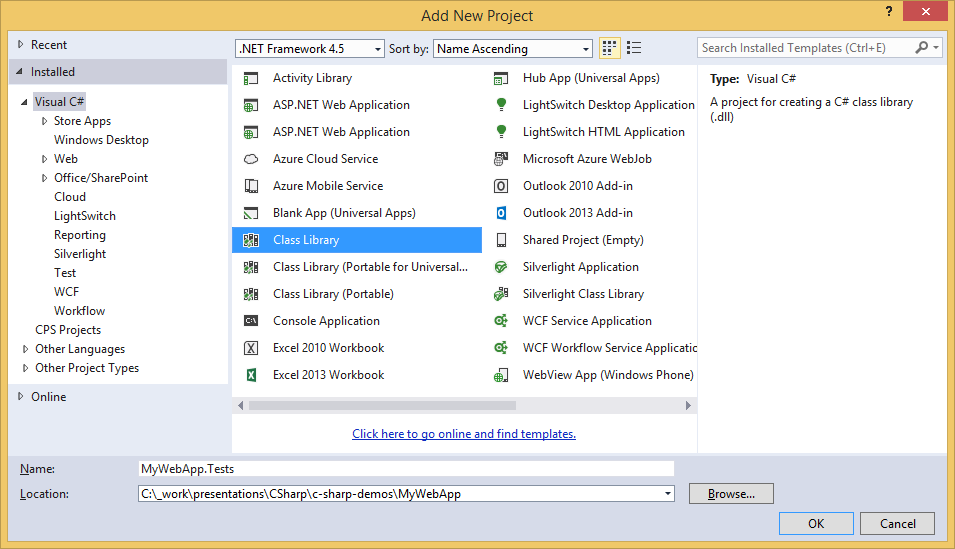 Add New Project
?
Recent
Installed
Visual C#
Store Apps
Windows Desktop
Web
Office/SharePoint
Cloud
LightSwitch
Reporting
Silverlight
Test
WCF
Workflow
CPS Projects
Other Languages
Other Project Types
Online
.NET Framework 4.5
Sort by:
Name Ascending
Activity Library
ASP.NET Web Application
ASP.NET Web Application
Azure Cloud Service
Azure Mobile Service
Blank App (Universal Apps)
Class Library
Class Library (Portable for Universal...
Class Library (Portable)
Console Application
Excel 2010 Workbook
Excel 2013 Workbook
Hub App (Universal Apps)
LightSwitch Desktop Application
LightSwitch HTML Application
Microsoft Azure WebJob
Outlook 2010 Add-in
Outlook 2013 Add-in
Shared Project (Empty)
Silverlight Application
Silverlight Class Library
WCF Service Application
WCF Workflow Service Applicatic
WebView App (Windows Phone)
Click here to go online and find templates.
Search Installed Templates (Ctrl+E)
Type: Visual C#
A project for creating a C# class library
(.dll)
Name:
MyWebApp.Tests
Location:
C:\_work\presentations\CSharp\c-sharp-demos\MyWebApp
Browse...
OK
Cancel